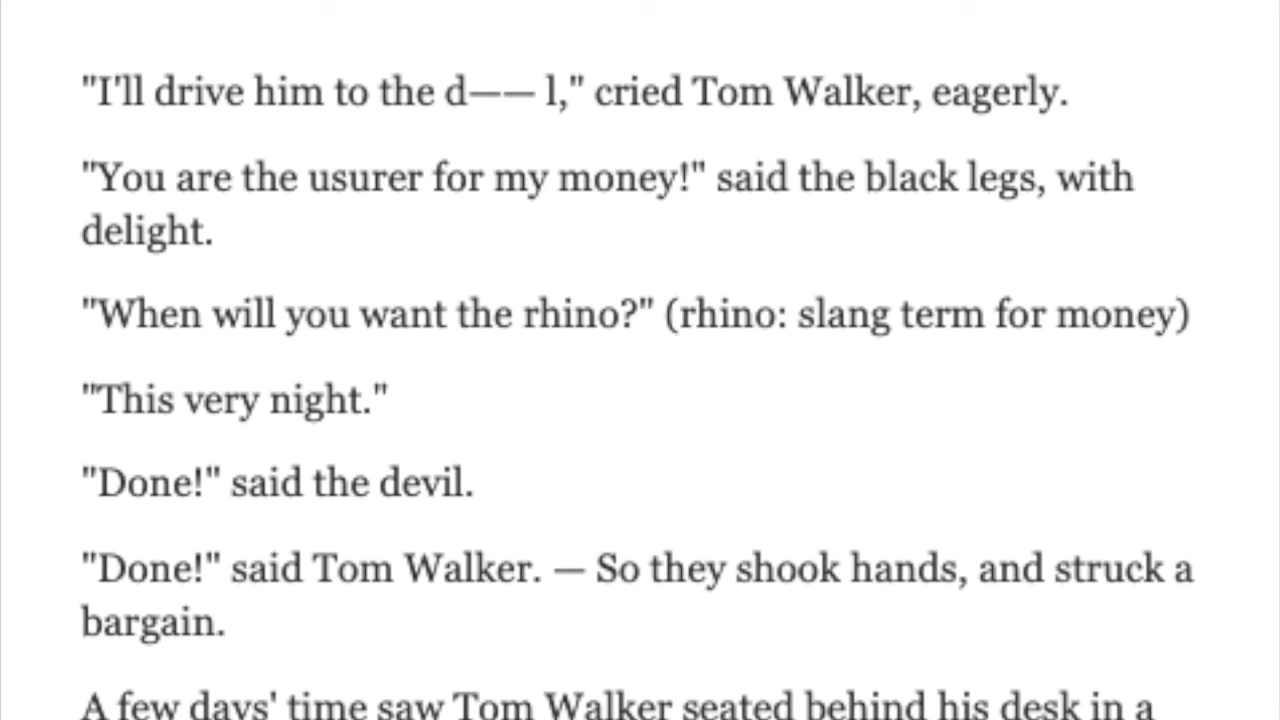 "I'll drive him to the d—— l," cried Tom Walker, eagerly.
"You are the usurer for my money!" said the black legs, with
delight.
"When will you want the rhino?" (rhino: slang term for money)
"This very night."
"Done!" said the devil.
"Done!" said Tom Walker. — So they shook hands, and struck a
bargain.
A few days' time saw Tom Walker seated behind his desk in a